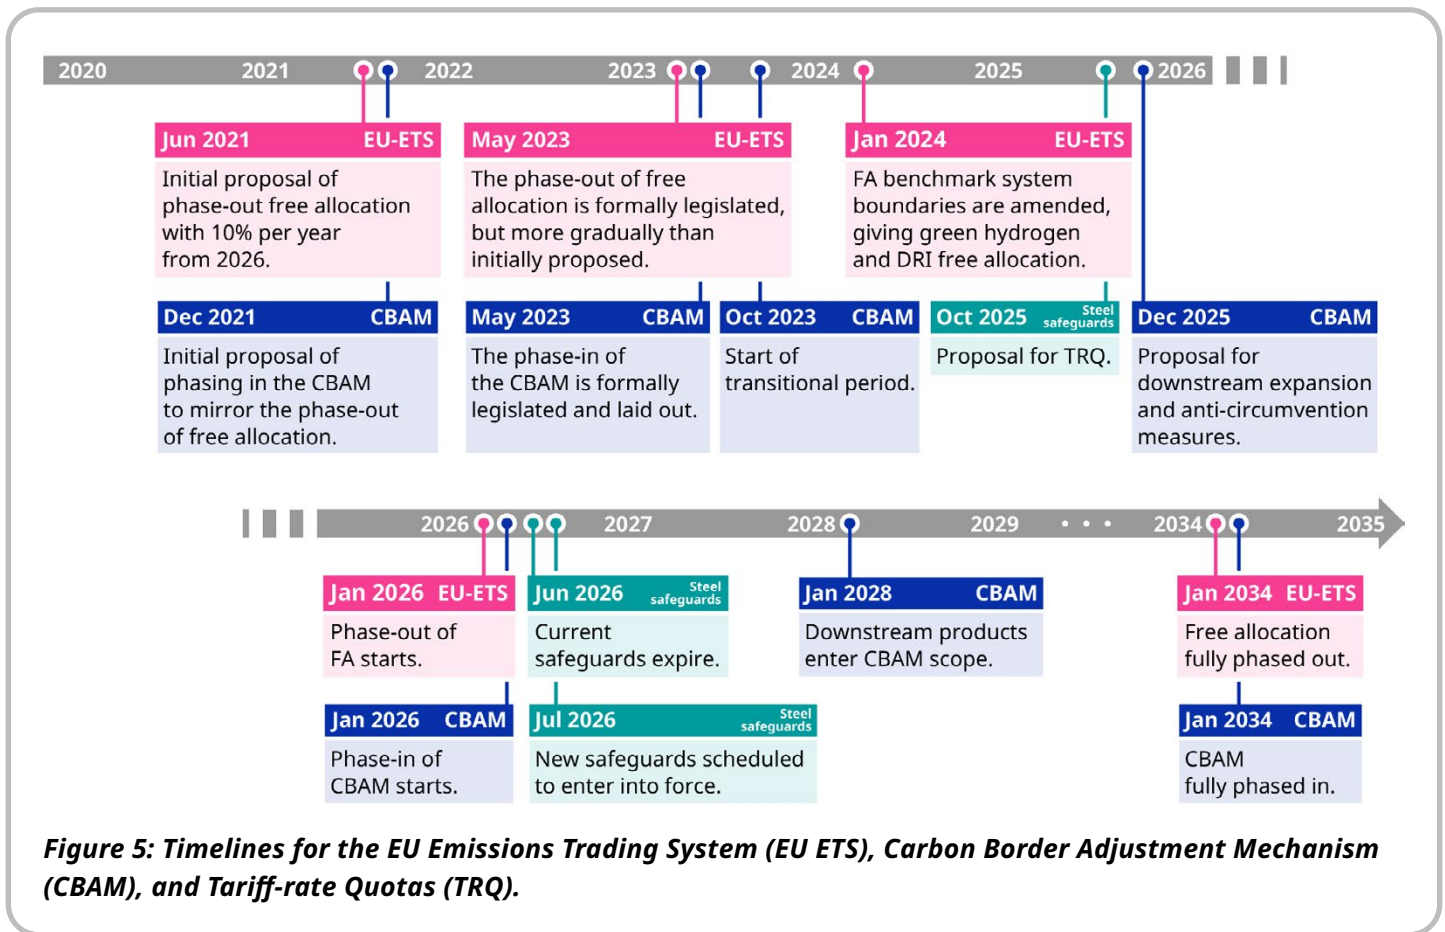 2020 2021 2022 2023 2024 2025 2026
Jun 2021 EU-ETS
Initial proposal of
phase-out free allocation
with 10% per year
from 2026.
May 2023 EU-ETS
The phase-out of free
allocation is formally legislated,
but more gradually than
initially proposed.
Jan 2024 EU-ETS
FA benchmark system
boundaries are amended,
giving green hydrogen
and DRI free allocation.
Dec 2021 CBAM
Initial proposal of
phasing in the CBAM
to mirror the phase-out
of free allocation.
May 2023 CBAM
The phase-in of
the CBAM is formally
legislated and laid out.
Oct 2023 CBAM
Start of
transitional period.
Oct 2025 Steel
safeguards
Proposal for TRQ.
Dec 2025 CBAM
Proposal for
downstream expansion
and anti-circumvention
measures.
2026 2027 2028 2029 . . . 2034 2035
Jan 2026 EU-ETS
Phase-out of
FA starts.
Jun 2026 Steel
safeguards
Current
safeguards expire.
Jan 2028 CBAM
Downstream products
enter CBAM scope.
Jan 2034 EU-ETS
Free allocation
fully phased out.
Jan 2026 CBAM
Phase-in of
CBAM starts.
Jul 2026 Steel
safeguards
New safeguards scheduled
to enter into force.
Jan 2034 CBAM
CBAM
fully phased in.
Figure 5: Timelines for the EU Emissions Trading System (EU ETS), Carbon Border Adjustment Mechanism
(CBAM), and Tariff-rate Quotas (TRQ).